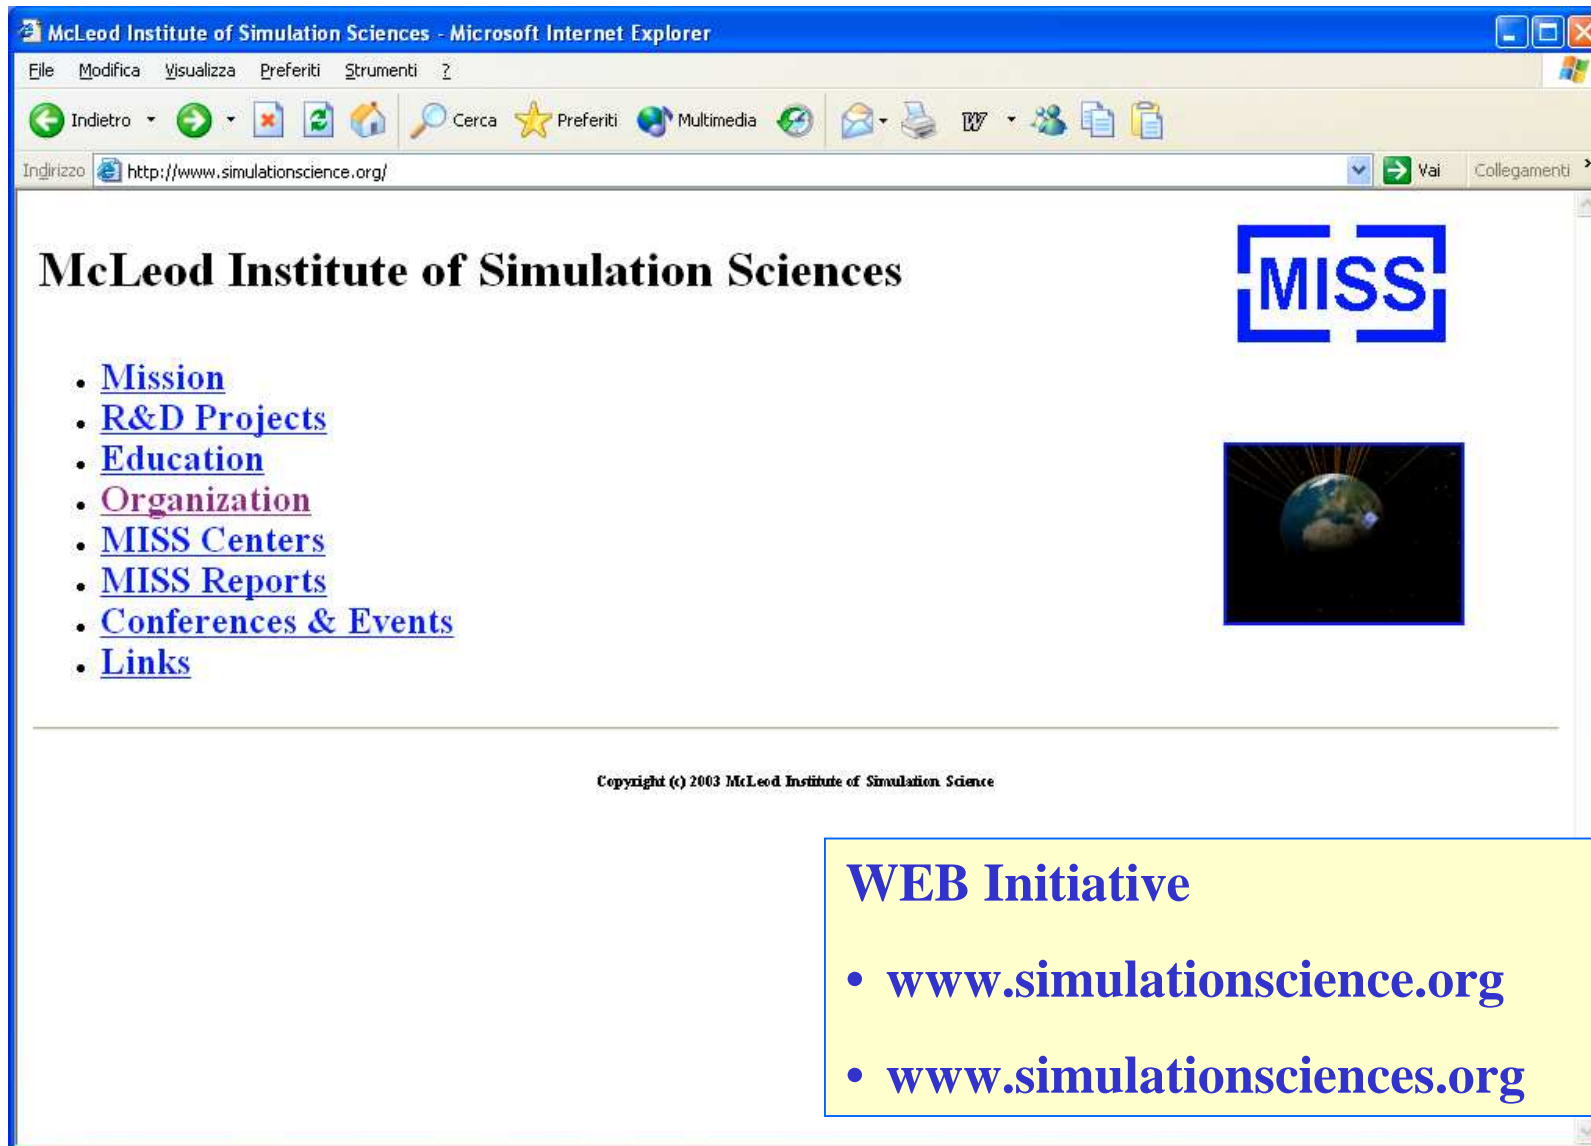 McLeod Institute of Simulation Sciences - Microsoft Internet Explorer
File Modifica Visualizza Preferiti Strumenti ?
Indietro Cerca Preferiti Multimedia W
Indirizzo http://www.simulationscience.org/ Vai Collegamenti »
McLeod Institute of Simulation Sciences
MISS
• Mission
• R&D Projects
• Education
• Organization
• MISS Centers
• MISS Reports
• Conferences & Events
• Links
Copyright (c) 2003 McLeod Institute of Simulation Science
WEB Initiative
• www.simulationscience.org
• www.simulationsciences.org